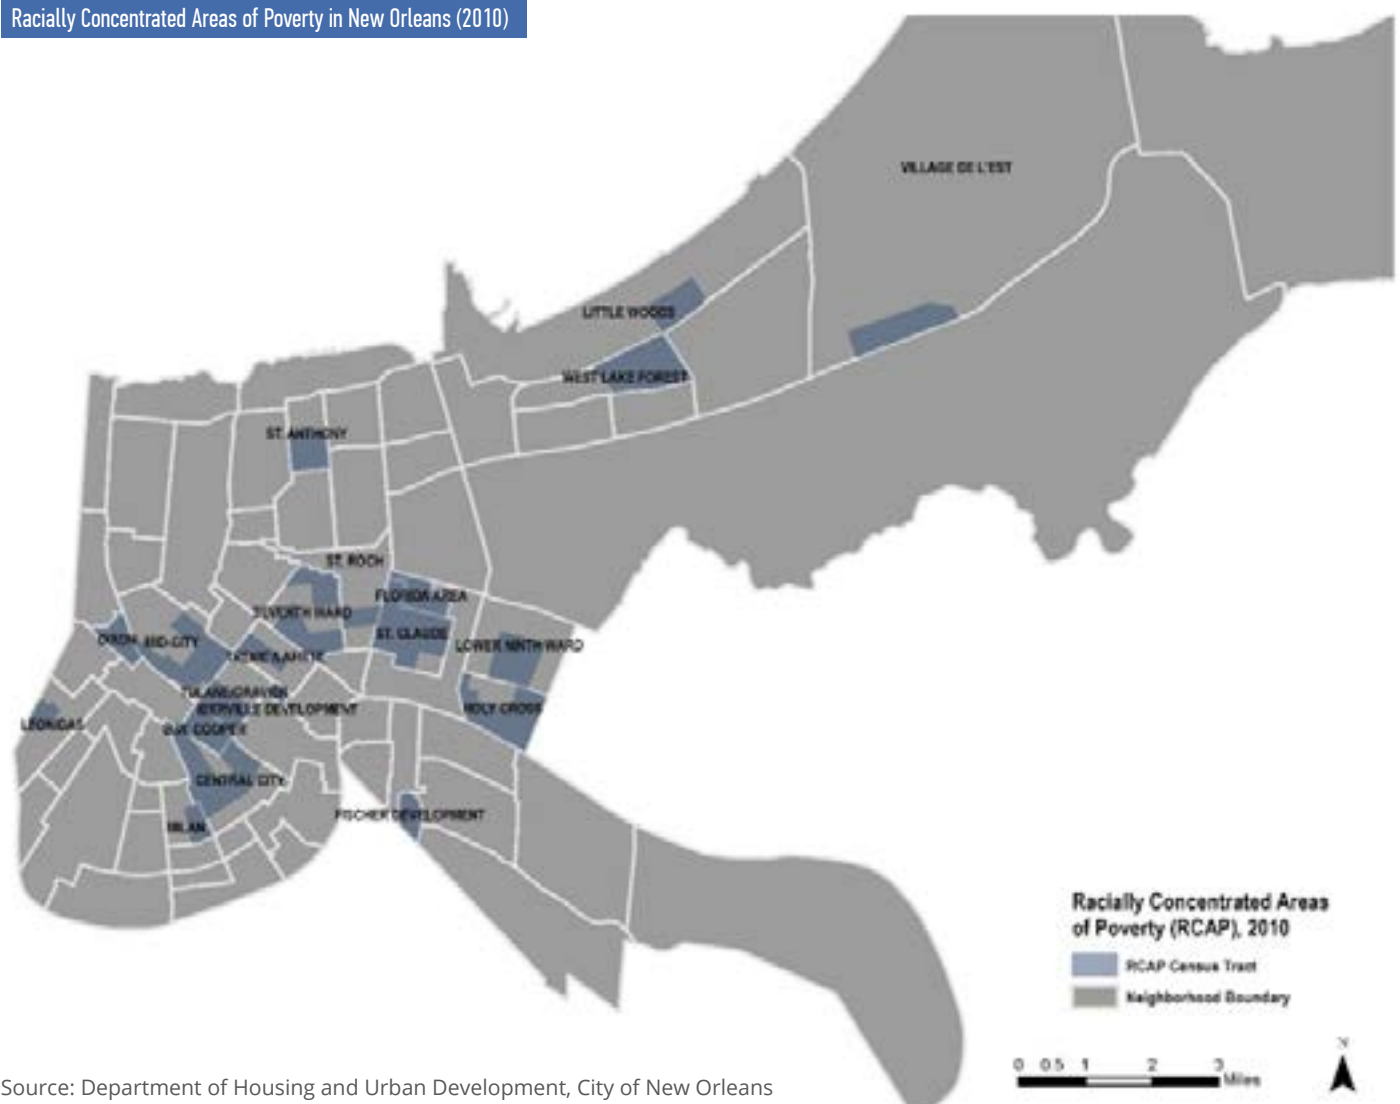 Racially Concentrated Areas of Poverty in New Orleans (2010)
VILLAGE DE L'EST
LITTLE WOODS
WEST LAKE FOREST
ST. ANTHONY
ST. ROCH
FLORIDA AREA
SEVENTH WARD
ST. CLAUDE
DIXON
MID-CITY
LOWER NINTH WARD
TULANE/GRAVIER
IBERVILLE DEVELOPMENT
HOLY CROSS
LEONIDAS
B.W. COOPER
CENTRAL CITY
FISCHER DEVELOPMENT
MILAN
Racially Concentrated Areas
of Poverty (RCAP), 2010
RCAP Census Tract
Neighborhood Boundary
N
0 0.5 1 2 3
Miles
Source: Department of Housing and Urban Development, City of New Orleans